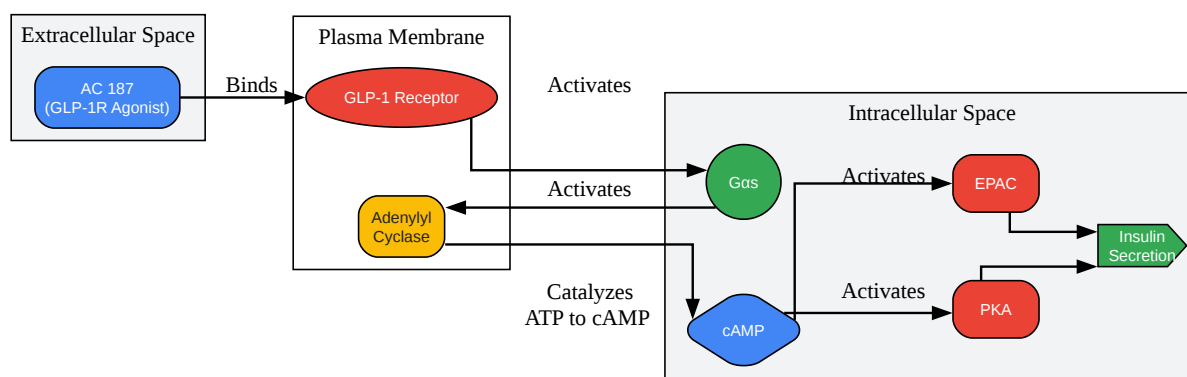 Extracellular Space
AC 187
(GLP-1R Agonist)
Binds
Plasma Membrane
GLP-1 Receptor
Activates
Adenylyl
Cyclase
Activates
Catalyzes
ATP to cAMP
Intracellular Space
Gαs
cAMP
Activates
EPAC
Activates
PKA
Insulin
Secretion